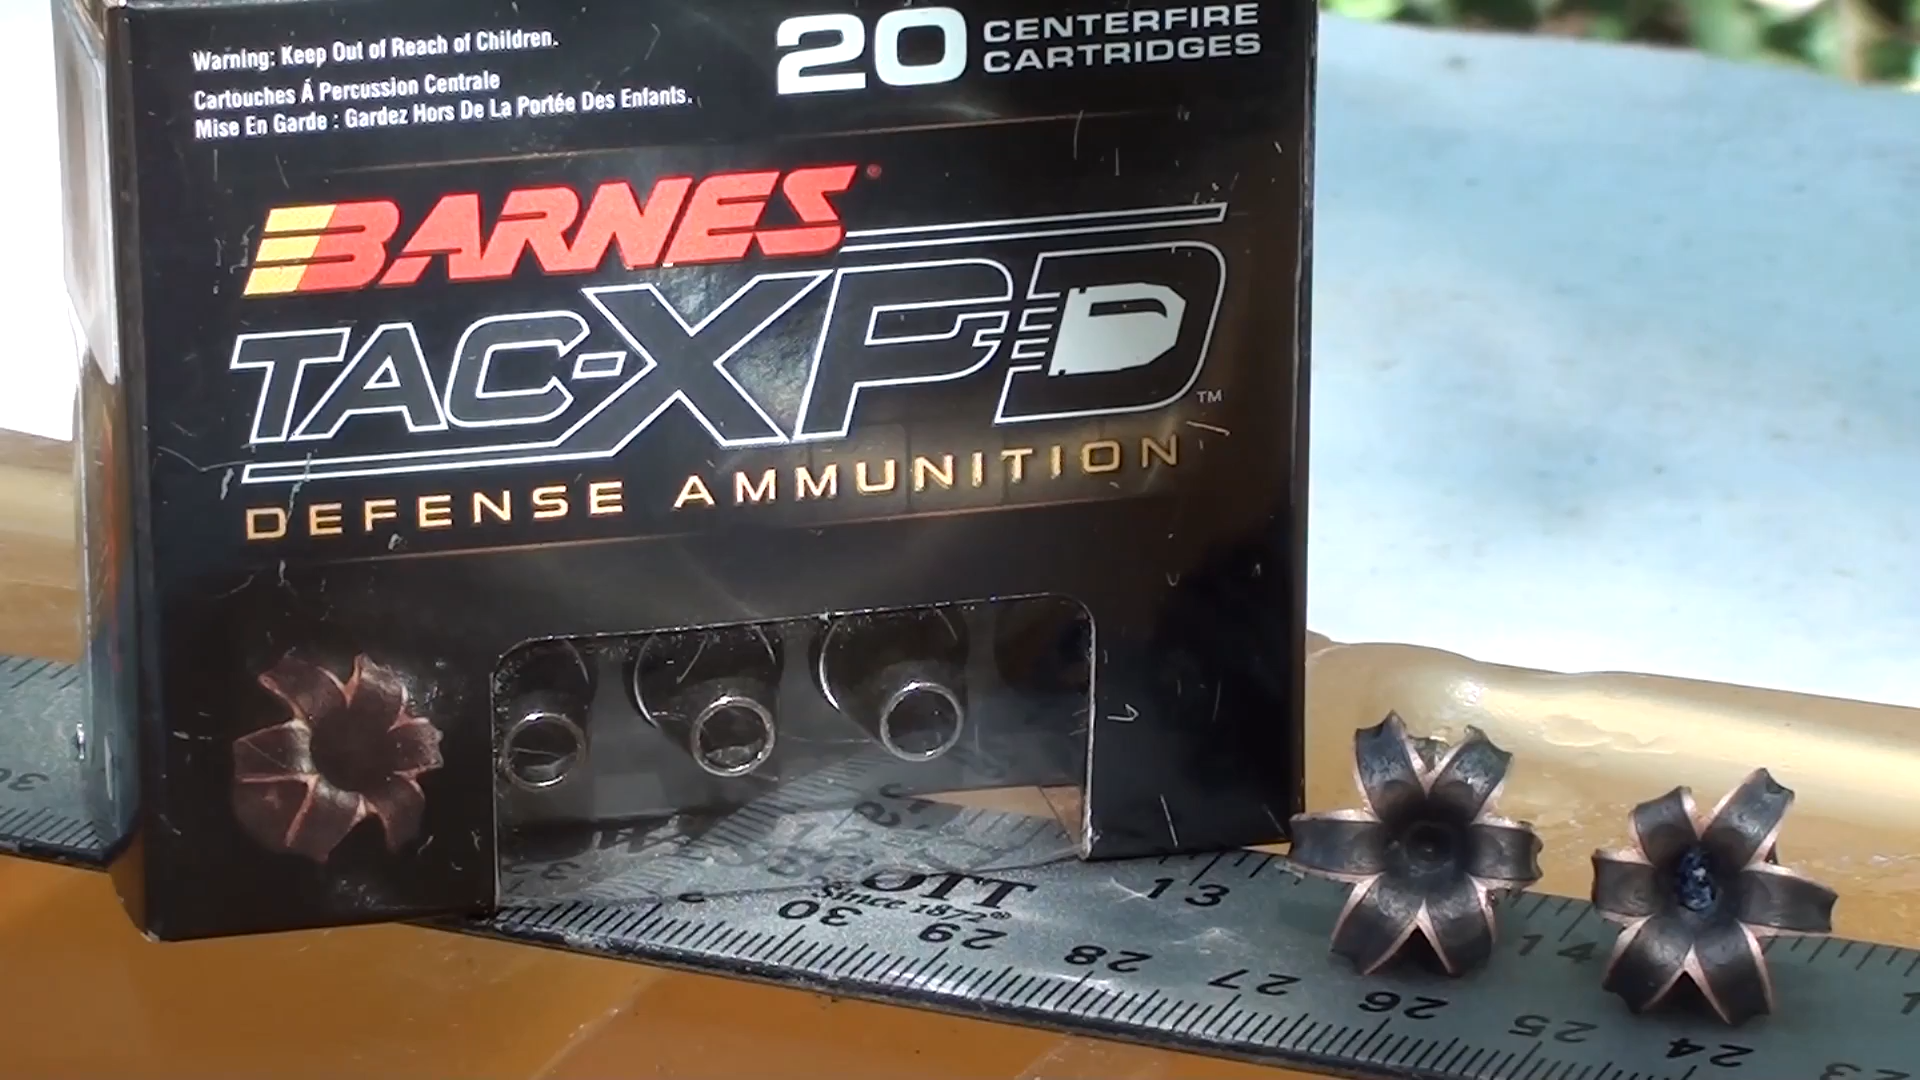 Warning: Keep Out of Reach of Children.
Cartouches Á Percussion Centrale
Mise En Garde : Gardez Hors De La Portée Des Enfants.
20 CENTERFIRE
CARTRIDGES
BARNES®
TAC-XPD™
DEFENSE AMMUNITION
13
14
Since 1872®
30
29
28
27
26
25
24
23